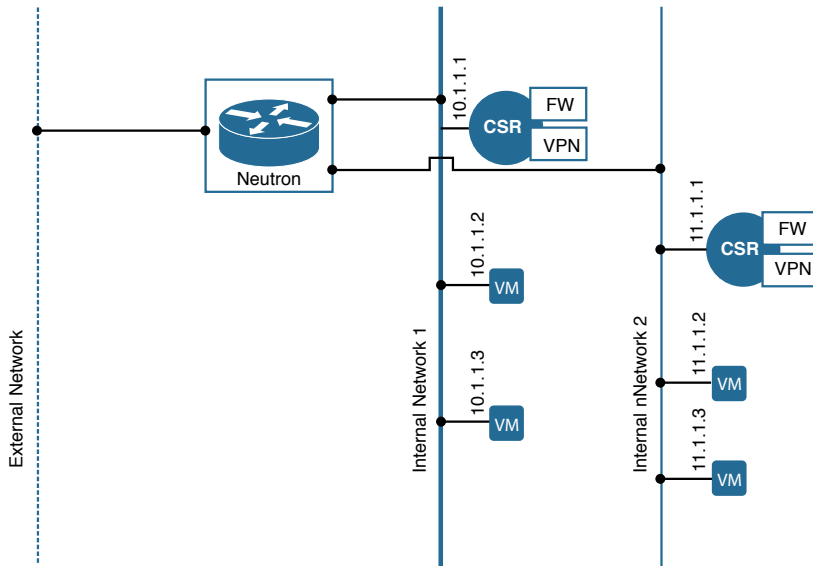 External Network
Neutron
Internal Network 1
10.1.1.1
CSR
FW
VPN
10.1.1.2
VM
10.1.1.3
VM
Internal nNetwork 2
11.1.1.1
CSR
FW
VPN
11.1.1.2
VM
11.1.1.3
VM